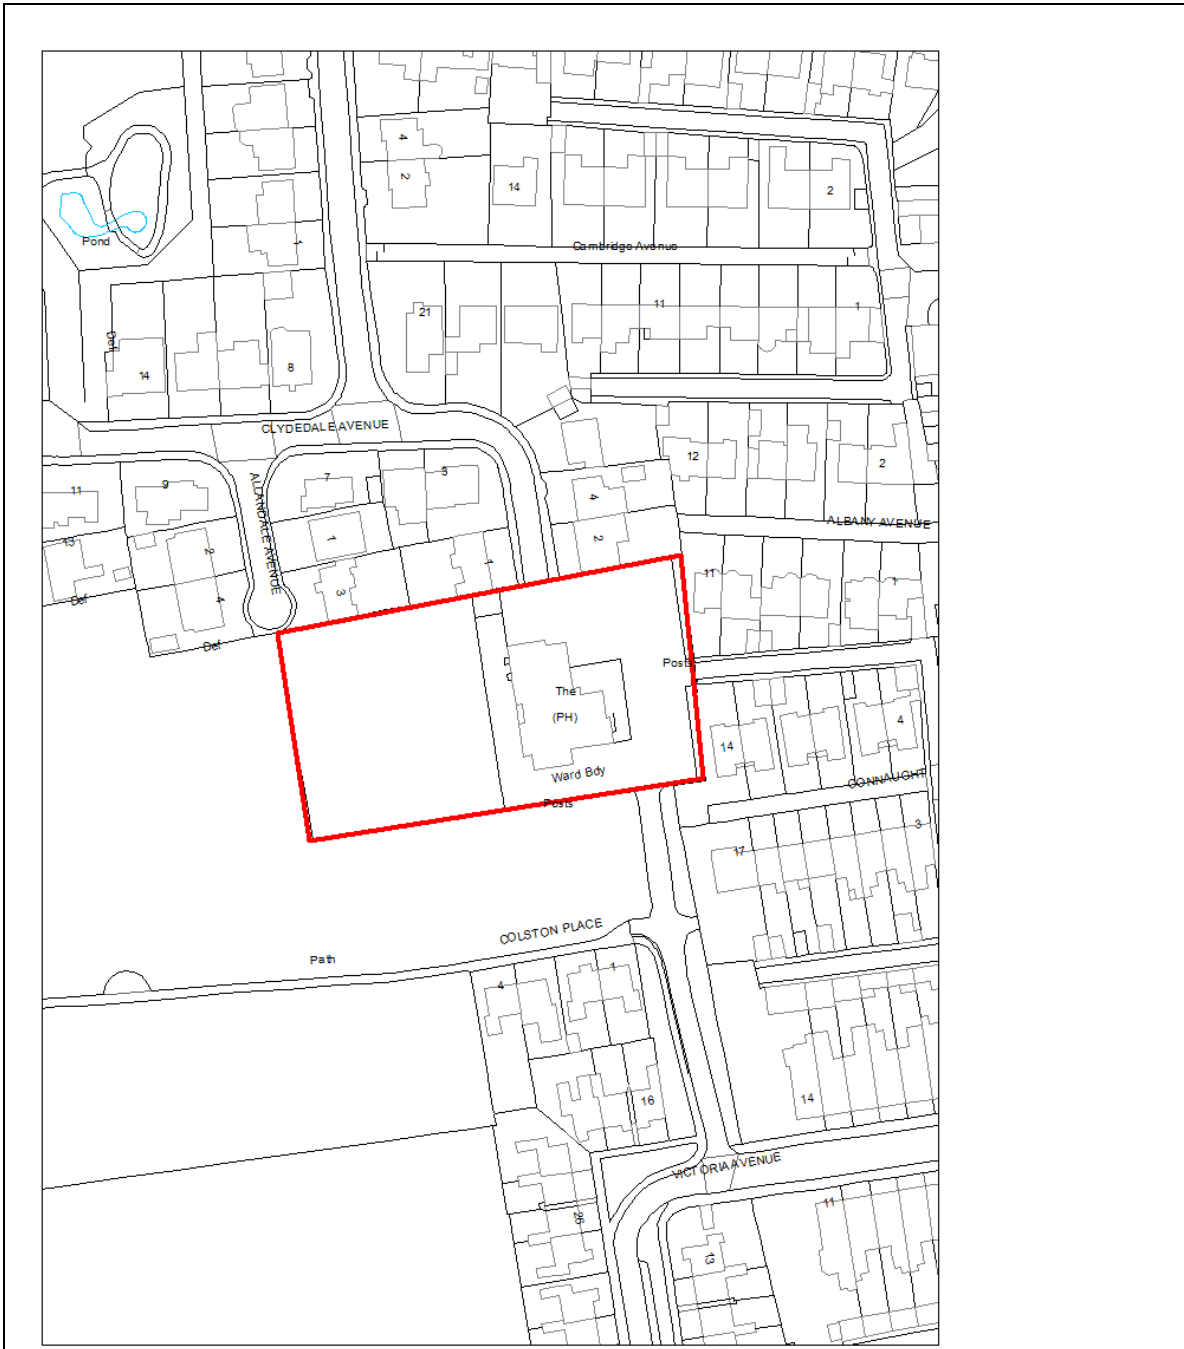 4
2
14
2
1
Pond
Cambridge Avenue
21
11
1
Def
14
8
CLYDEDALE AVENUE
12
2
11
9
7
3
4
ALLANDALE AVENUE
ALBANY AVENUE
13
2
1
2
1
11
1
Def
4
3
Def
Posts
The
(PH)
4
14
Ward Bdy
CONNAUGHT
Posts
3
17
COLSTON PLACE
Path
1
4
16
14
VICTORIA AVENUE
26
11
13